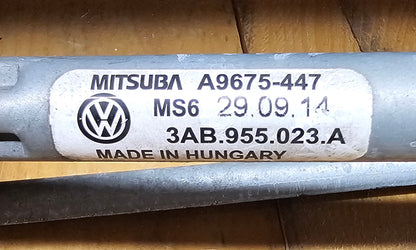 MITSUBA A9675-447
MS6 29.09.14
3AB.955.023.A
MADE IN HUNGARY